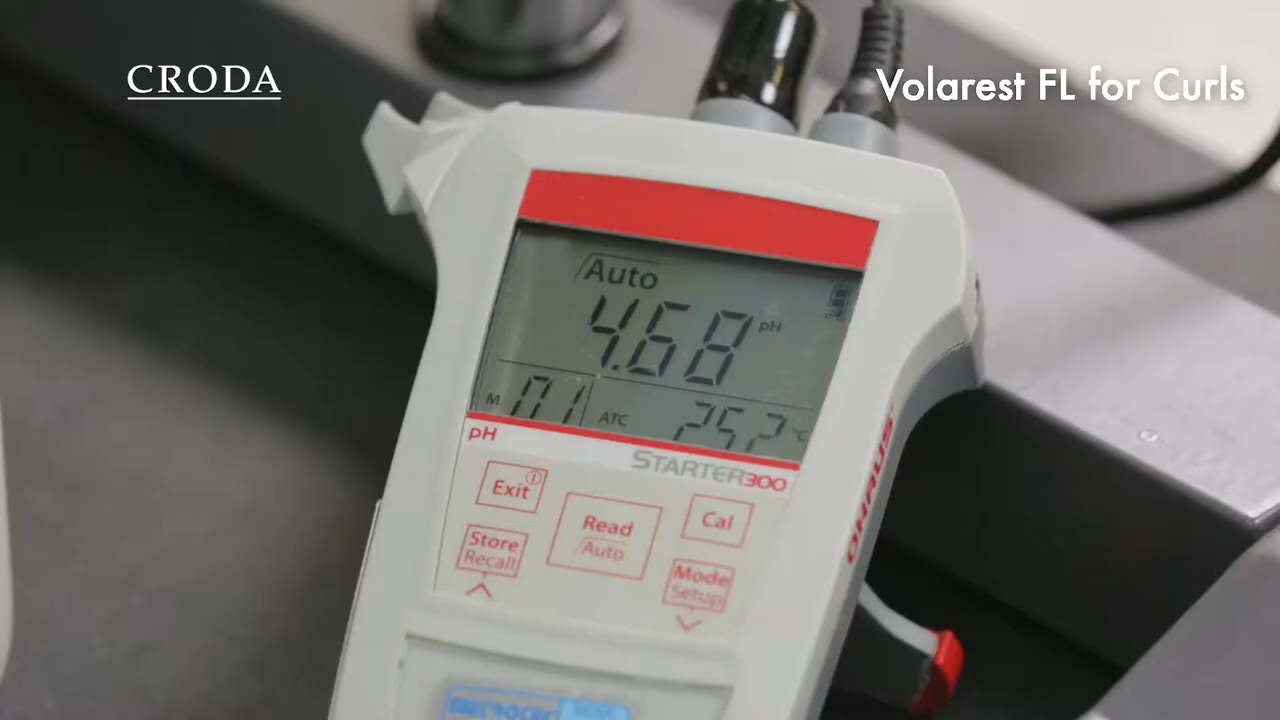 CRODA
Volarest FL for Curls
Auto
4.68 pH
M 01 ATC 25.2 °C
pH
STARTER300
Exit
Cal
Read
Auto
Store
Recall
Mode
Setup
OHAUS